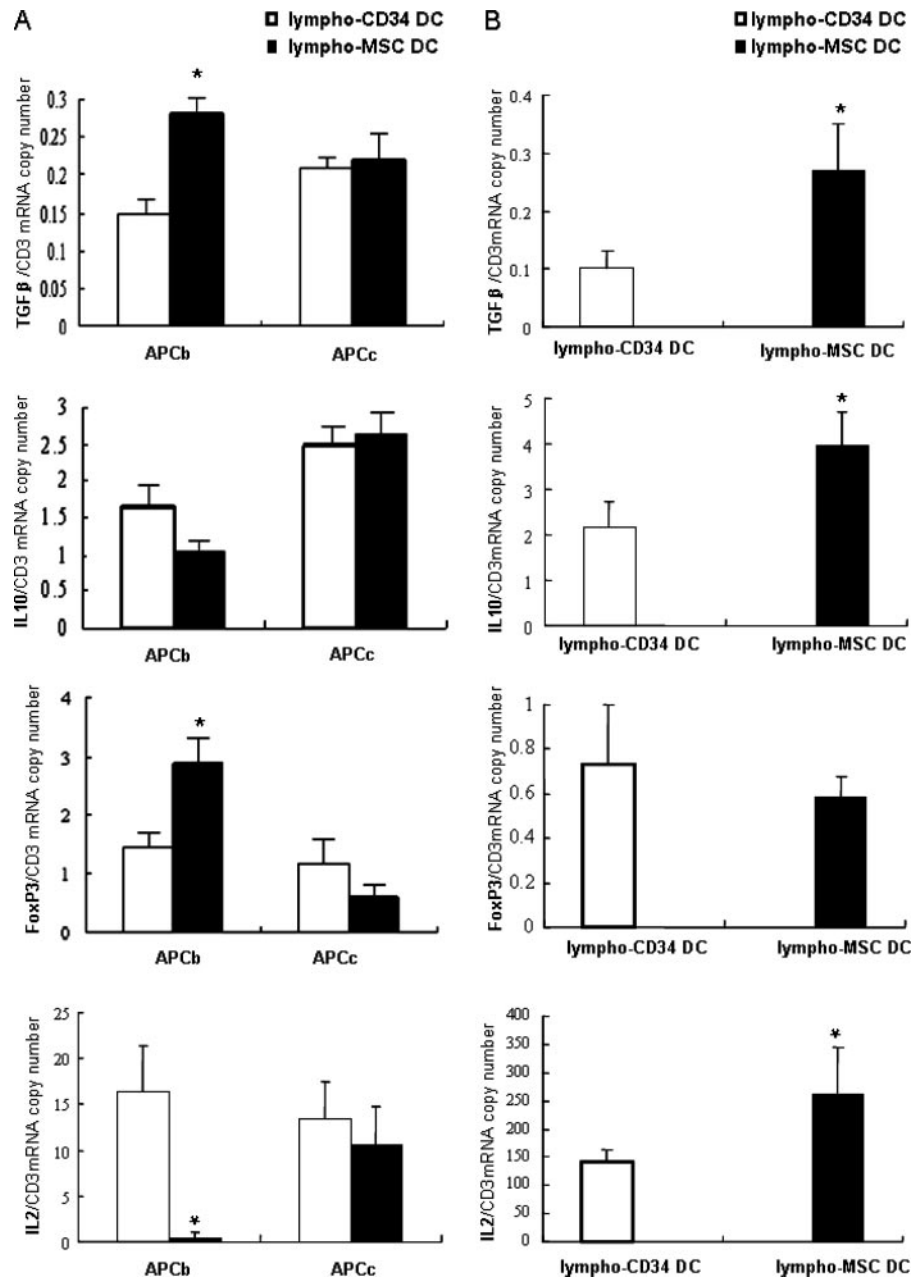 A
lympho-CD34 DC
lympho-MSC DC
TGFβ/CD3 mRNA copy number
0.3
0.25
0.2
0.15
0.1
0.05
0
*
APCb
APCc
IL10/CD3 mRNA copy number
3
2.5
2
1.5
1
0.5
0
APCb
APCc
FoxP3/CD3 mRNA copy number
4
3
2
1
0
*
APCb
APCc
IL2/CD3mRNA copy number
25
20
15
10
5
0
*
APCb
APCc
B
lympho-CD34 DC
lympho-MSC DC
TGFβ/CD3mRNA copy number
0.4
0.3
0.2
0.1
0
*
lympho-CD34 DC
lympho-MSC DC
IL10/CD3mRNA copy number
5
4
3
2
1
0
*
lympho-CD34 DC
lympho-MSC DC
FoxP3/CD3mRNA copy number
1
0.8
0.6
0.4
0.2
0
lympho-CD34 DC
lympho-MSC DC
IL2/CD3mRNA copy number
400
350
300
250
200
150
100
50
0
*
lympho-CD34 DC
lympho-MSC DC